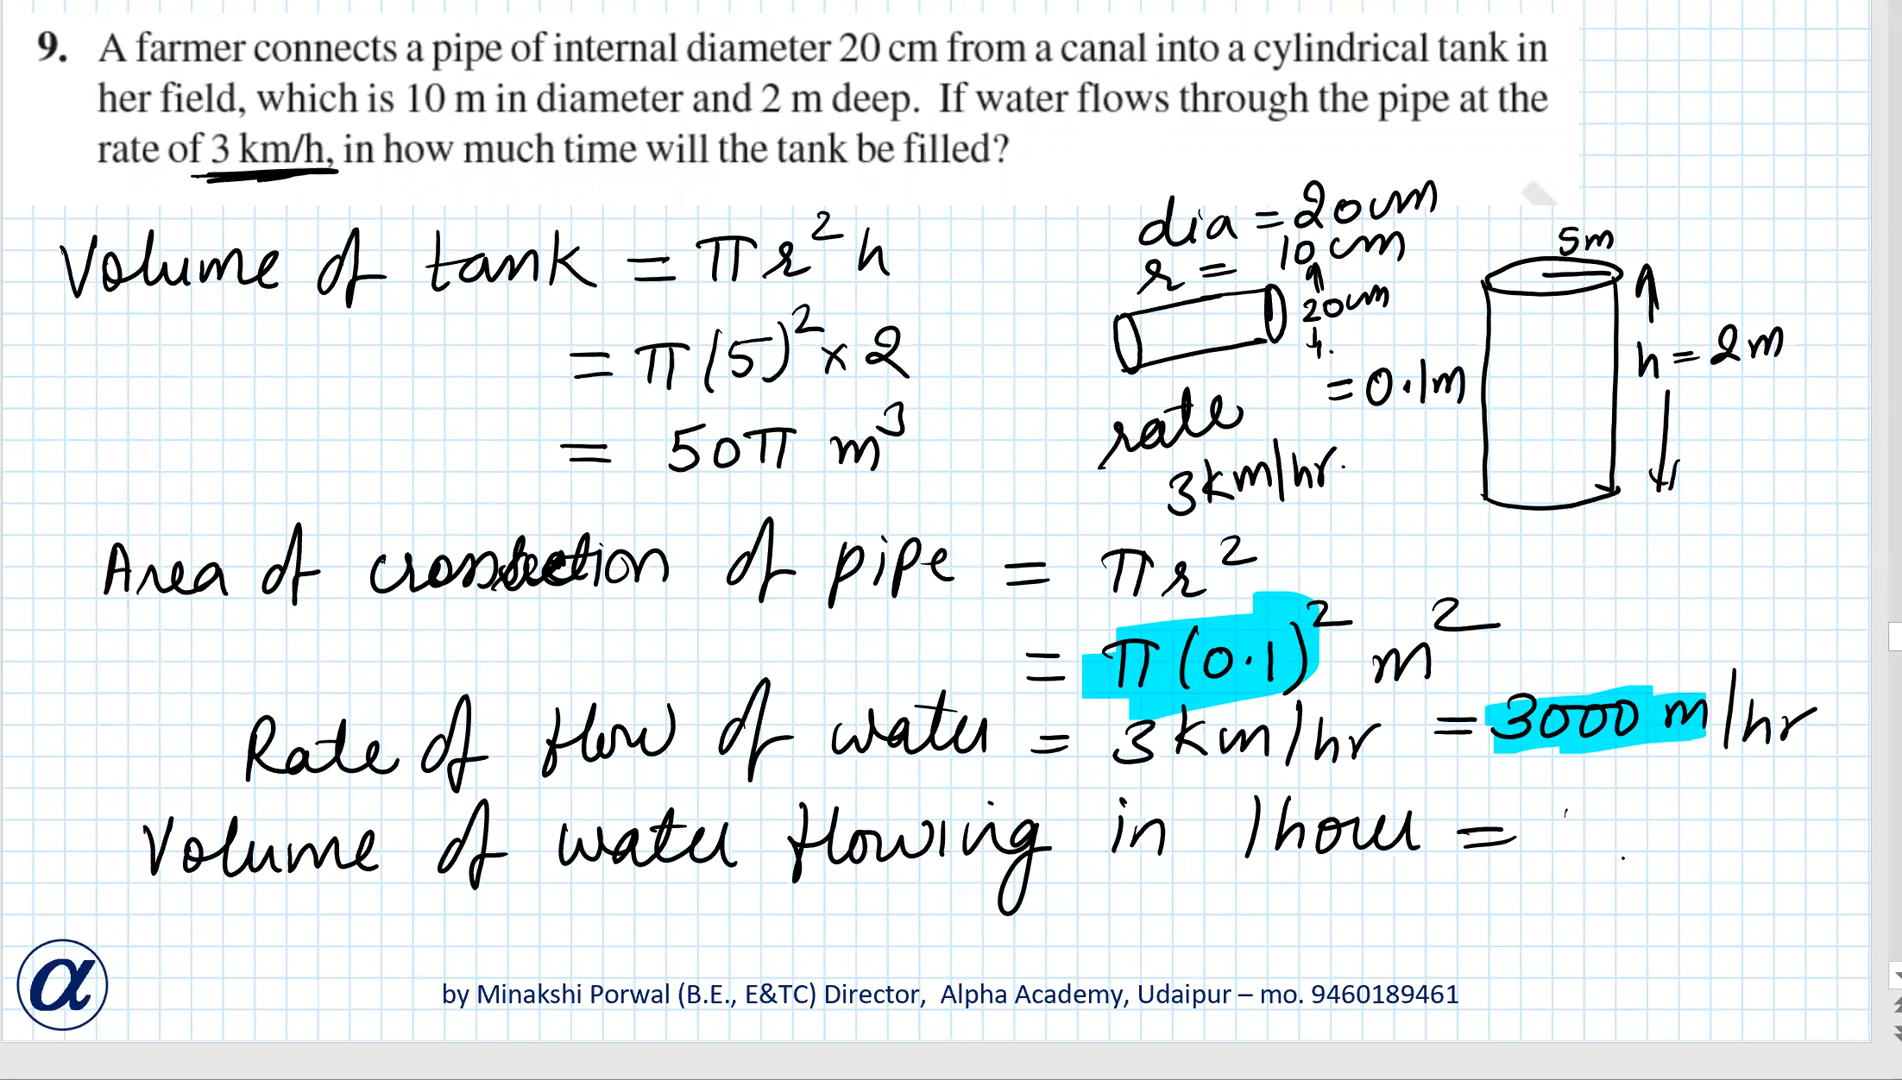 9. A farmer connects a pipe of internal diameter 20 cm from a canal into a cylindrical tank in
her field, which is 10 m in diameter and 2 m deep. If water flows through the pipe at the
rate of 3 km/h, in how much time will the tank be filled?
Volume of tank = πr²h
= π(5)² × 2
= 50π m³
dia = 20cm
r = 10cm
20cm
= 0.1m
rate
3km/hr.
5m
h = 2m
Area of crosssection of pipe = πr²
= π(0.1)² m²
Rate of flow of water = 3km/hr = 3000 m/hr
Volume of water flowing in 1hour =
α
by Minakshi Porwal (B.E., E&TC) Director, Alpha Academy, Udaipur – mo. 9460189461